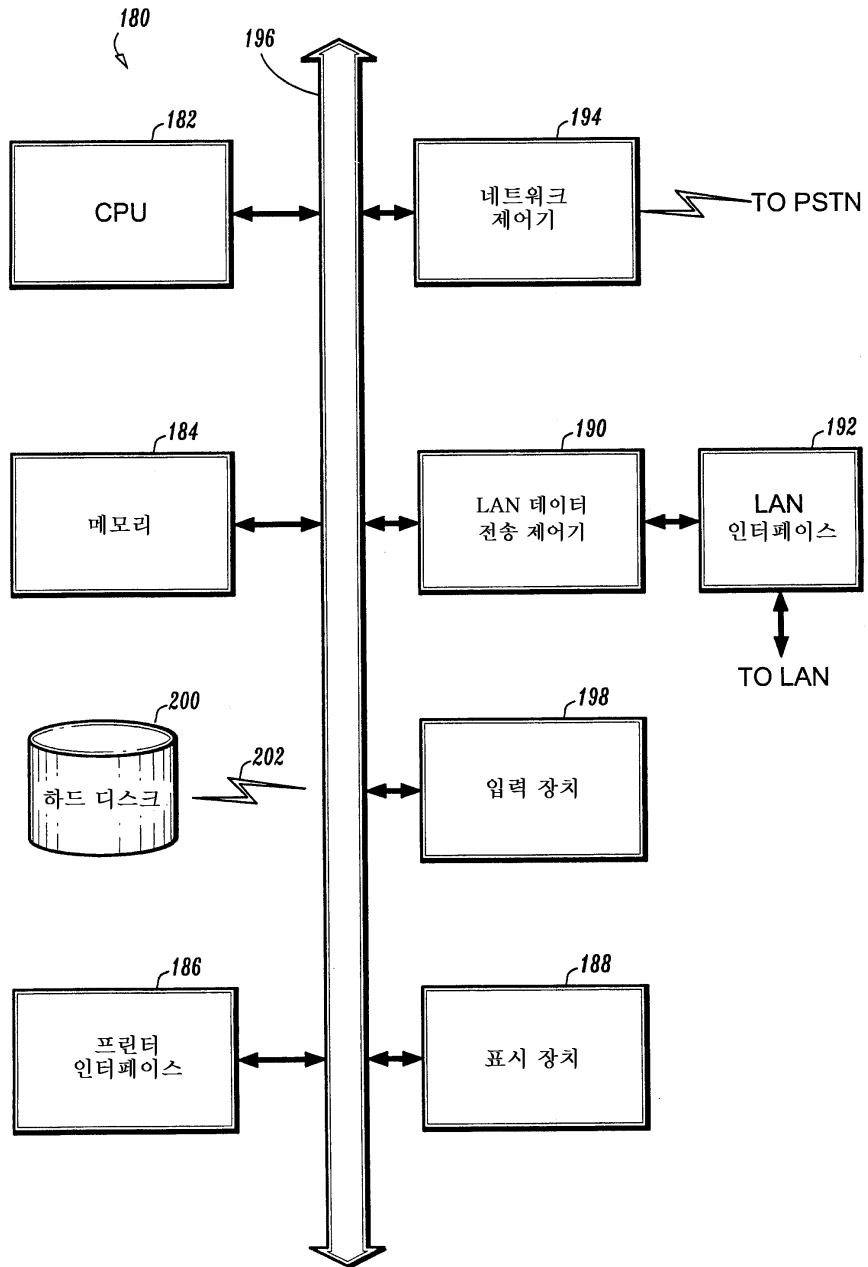 180
196
182
CPU
194
네트워크
제어기
TO PSTN
184
메모리
190
LAN 데이터
전송 제어기
192
LAN
인터페이스
TO LAN
200
하드 디스크
202
198
입력 장치
186
프린터
인터페이스
188
표시 장치